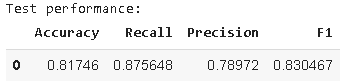 Test performance:
Accuracy Recall Precision F1
0 0.81746 0.875648 0.78972 0.830467